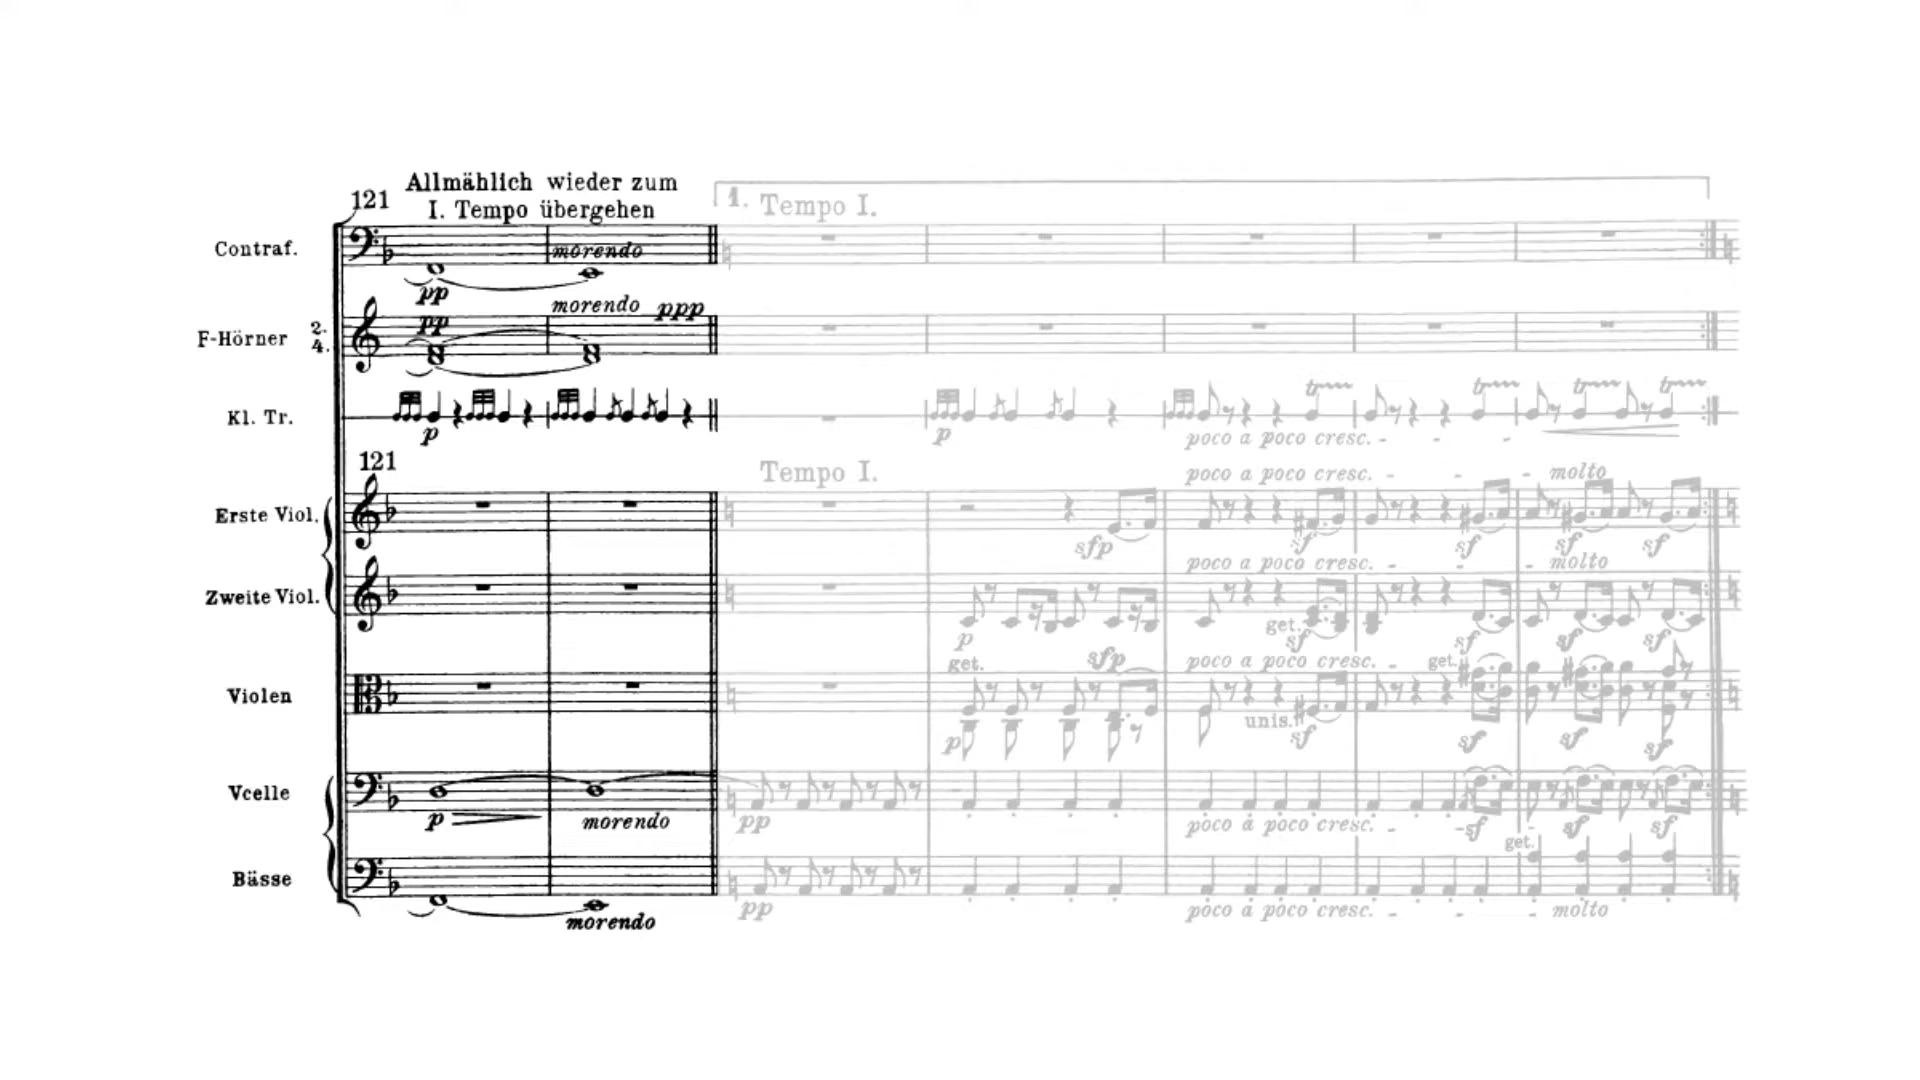 Allmählich wieder zum
121
I. Tempo übergehen
1. Tempo I.
Contraf.
morendo
pp
morendo ppp
pp
F-Hörner 2. 4.
Kl. Tr.
p
p
poco a poco cresc. - - -
121
Tempo I.
poco a poco cresc. - - - molto
Erste Viol.
sfp sf sf sf sf
poco a poco cresc. - - - molto
Zweite Viol.
get.
p sf sf sf sf
get. sfp poco a poco cresc. - get.
Violen
unis.
p sf sf sf sf
Vcelle
p morendo pp poco a poco cresc. - - sf sf sf
get.
Bässe
morendo pp poco a poco cresc. - - - molto